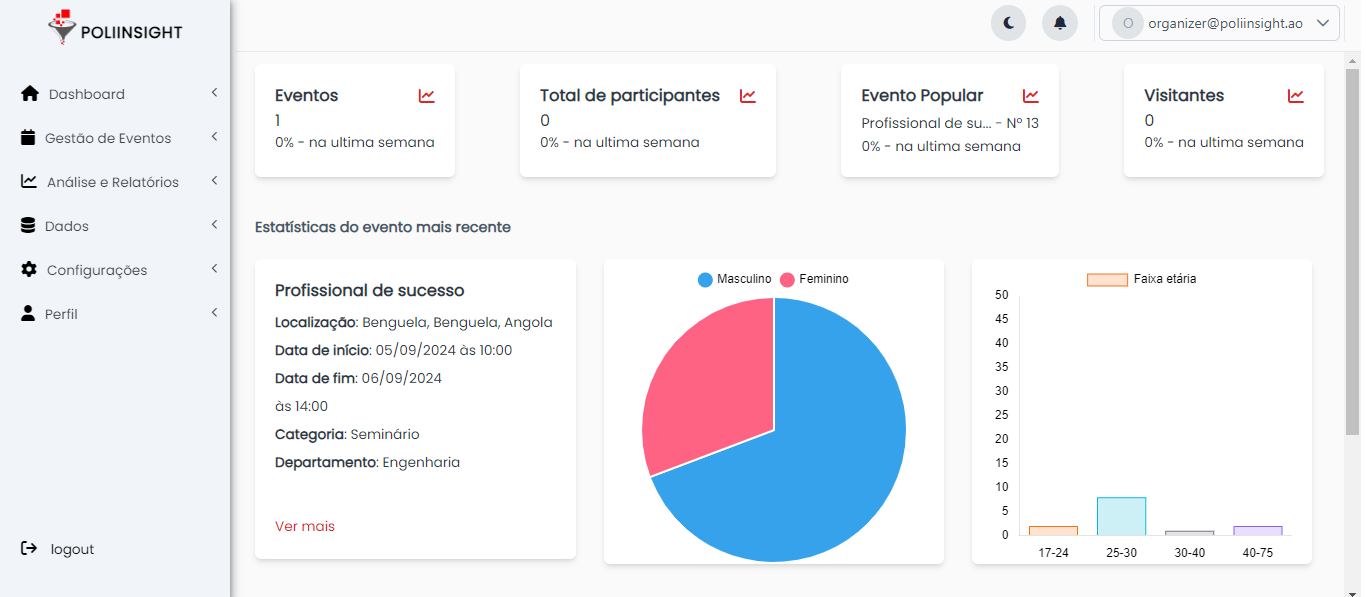 POLIINSIGHT
Dashboard
Gestão de Eventos
Análise e Relatórios
Dados
Configurações
Perfil
logout
O organizer@poliinsight.ao
Eventos
1
0% - na ultima semana
Total de participantes
0
0% - na ultima semana
Evento Popular
Profissional de su... - Nº 13
0% - na ultima semana
Visitantes
0
0% - na ultima semana
Estatísticas do evento mais recente
Profissional de sucesso
Localização: Benguela, Benguela, Angola
Data de início: 05/09/2024 às 10:00
Data de fim: 06/09/2024
às 14:00
Categoria: Seminário
Departamento: Engenharia
Ver mais
Masculino Feminino
Faixa etária
50
45
40
35
30
25
20
15
10
5
0
17-24 25-30 30-40 40-75